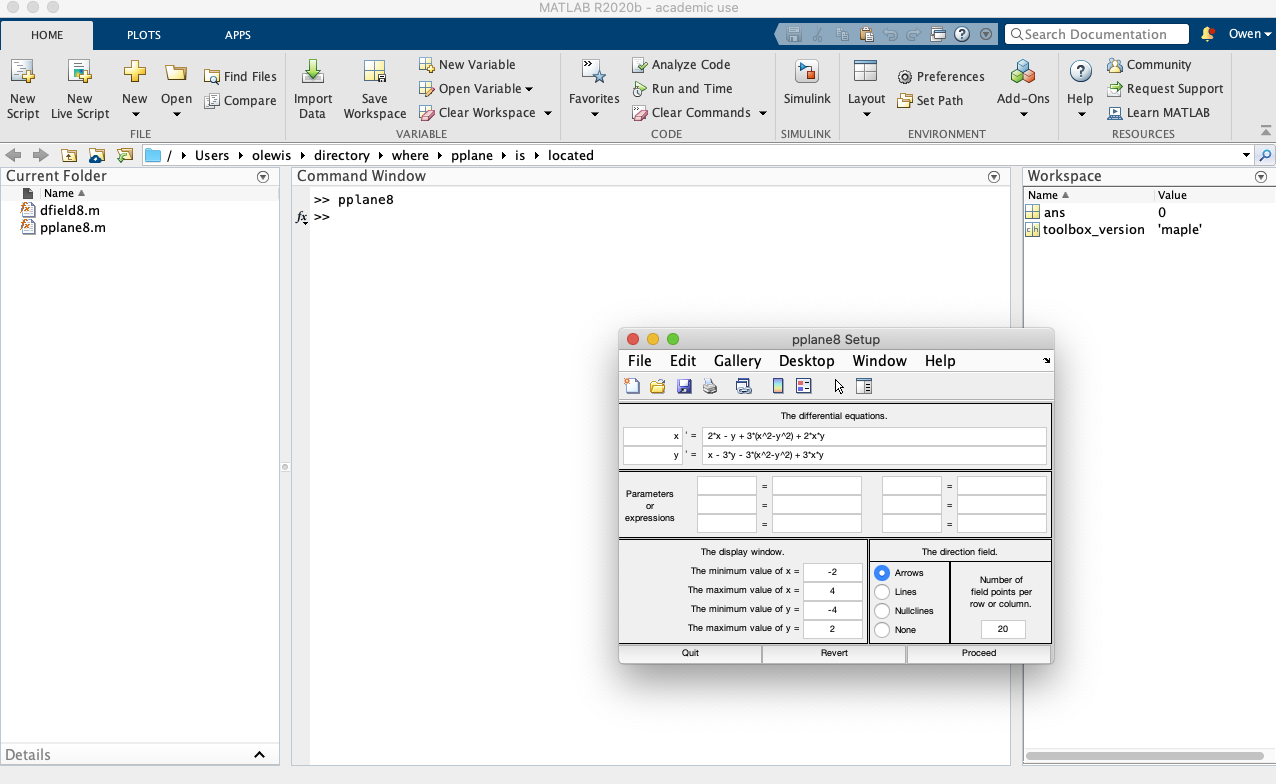 MATLAB R2020b - academic use
HOME PLOTS APPS
Search Documentation
Owen
New Script
New Live Script
New
Open
Find Files
Compare
FILE
Import Data
Save Workspace
New Variable
Open Variable
Clear Workspace
VARIABLE
Favorites
Analyze Code
Run and Time
Clear Commands
CODE
Simulink
SIMULINK
Layout
Preferences
Set Path
Add-Ons
ENVIRONMENT
Help
Community
Request Support
Learn MATLAB
RESOURCES
/ Users olewis directory where pplane is located
Current Folder
Name
dfield8.m
pplane8.m
Details
Command Window
>> pplane8
fx >>
Workspace
Name Value
ans 0
toolbox_version 'maple'
pplane8 Setup
File Edit Gallery Desktop Window Help
The differential equations.
x ' = 2*x - y + 3*(x^2-y^2) + 2*x*y
y ' = x - 3*y - 3*(x^2-y^2) + 3*x*y
Parameters
or
expressions
= =
= =
= =
The display window.
The minimum value of x = -2
The maximum value of x = 4
The minimum value of y = -4
The maximum value of y = 2
The direction field.
Arrows
Lines
Nullclines
None
Number of
field points per
row or column.
20
Quit Revert Proceed